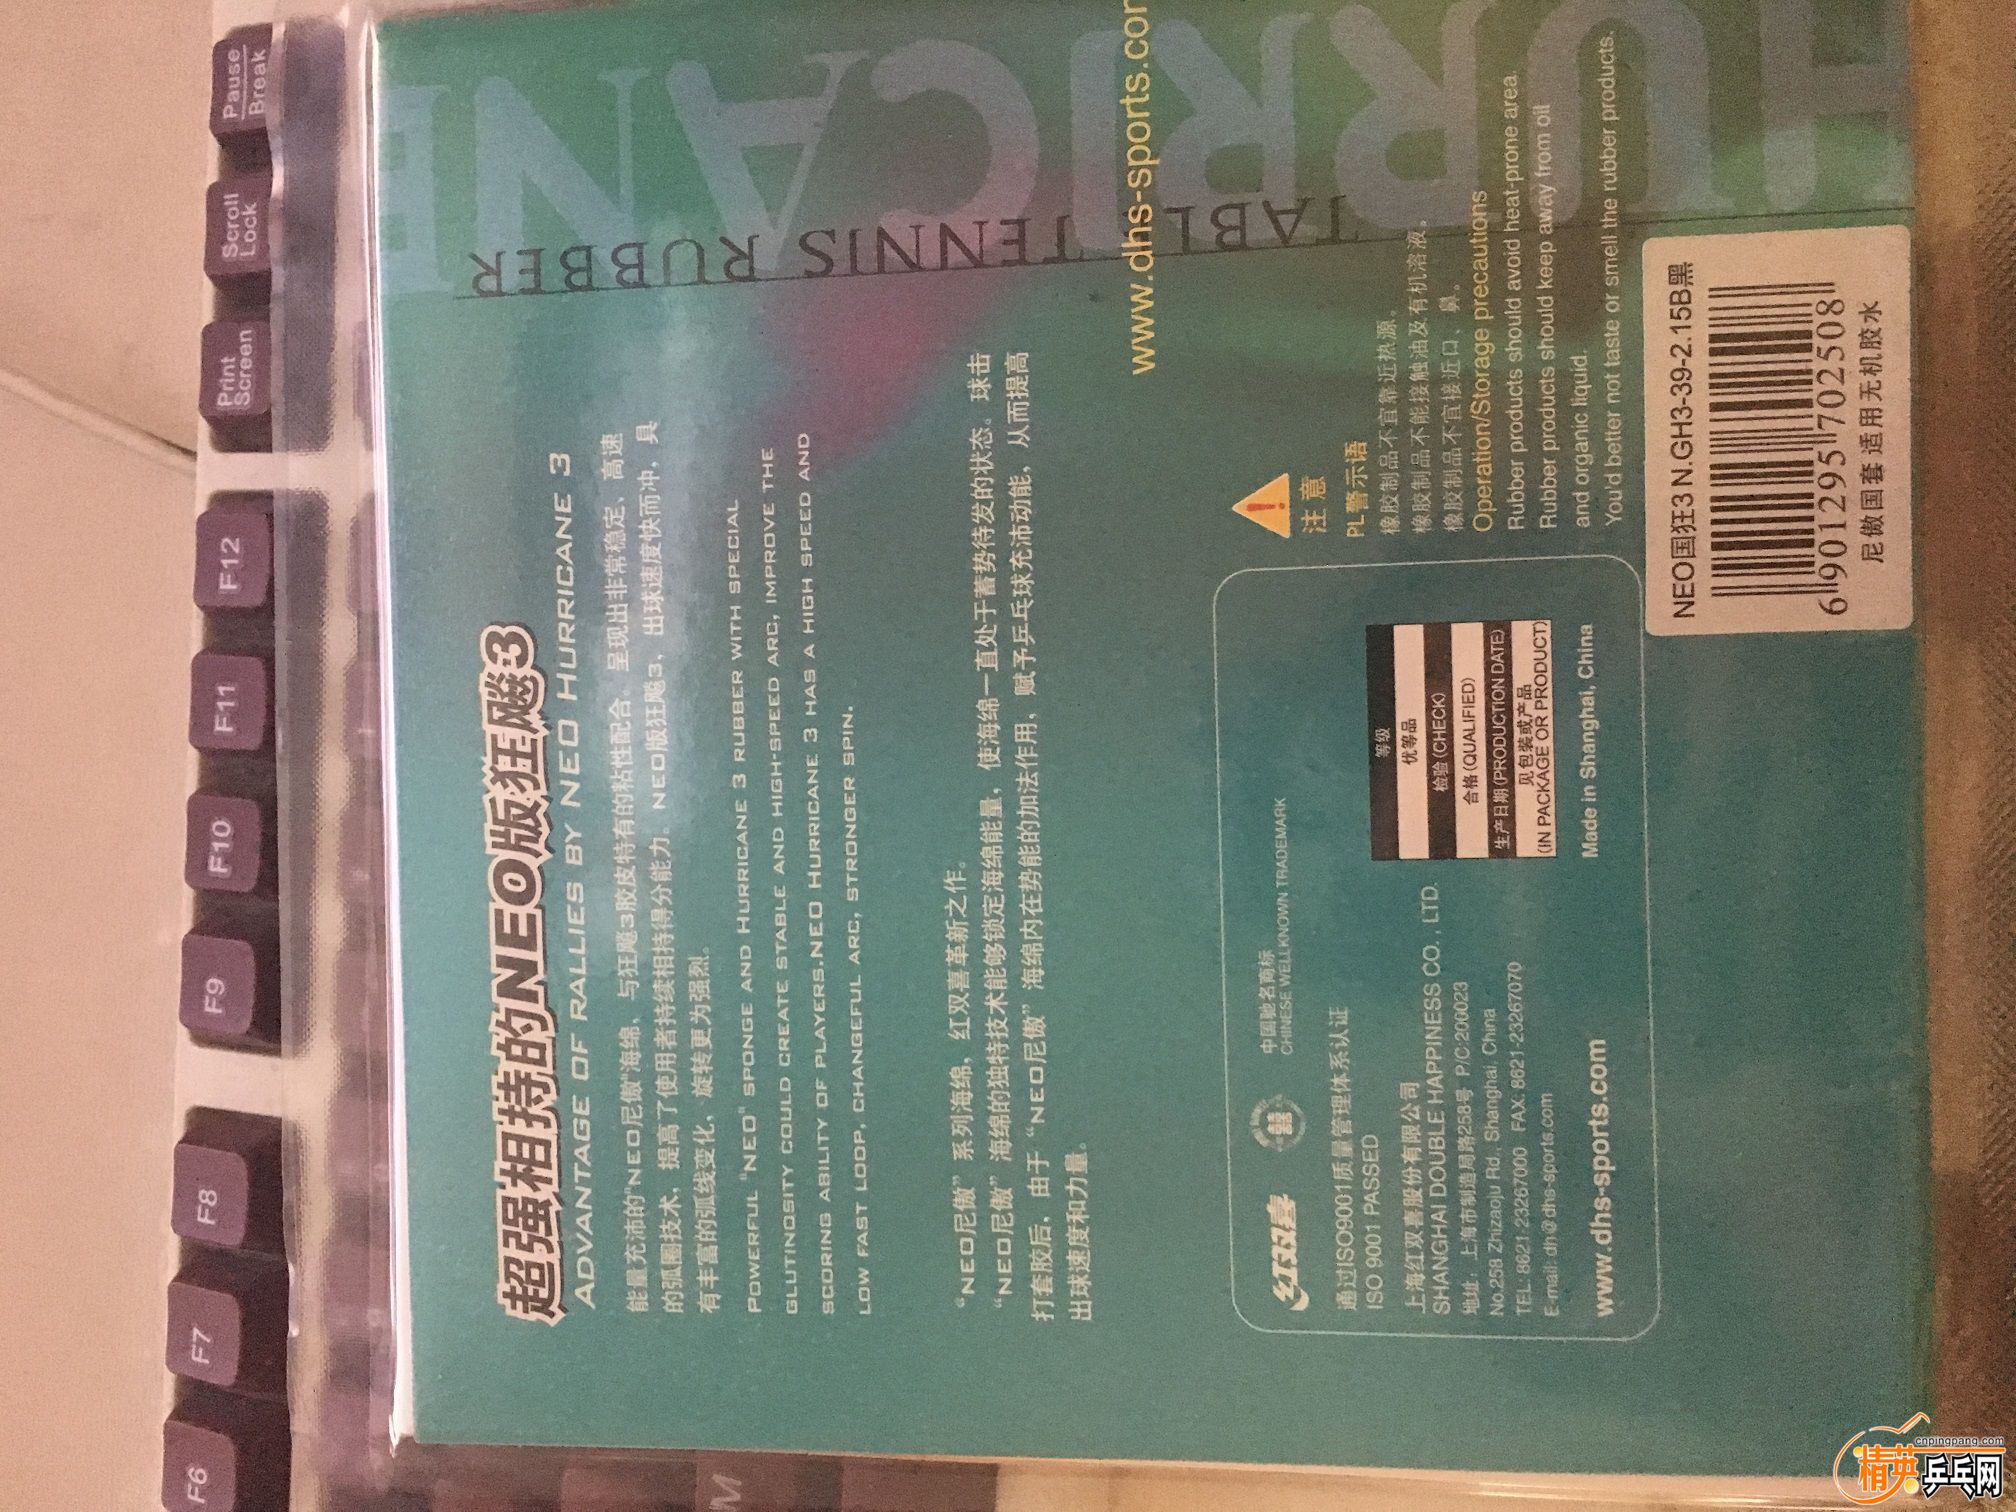 超强相持的NEO版狂飚3
ADVANTAGE OF RALLIES BY NEO HURRICANE 3
能量充沛的"NEO尼傲"海绵、与狂飚3胶皮特有的粘性配合、呈现出非常稳定、高速
的弧圈技术，提高了使用者持续相持得分能力。NEO版狂飚3，出球速度快而冲，具
有丰富的弧线变化，旋转更为强烈。
POWERFUL "NEO" SPONGE AND HURRICANE 3 RUBBER WITH SPECIAL
GLUTINOSITY COULD CREATE STABLE AND HIGH-SPEED ARC, IMPROVE THE
SCORING ABILITY OF PLAYERS.NEO HURRICANE 3 HAS A HIGH SPEED AND
LOW FAST LOOP, CHANGEFUL ARC, STRONGER SPIN.
“NEO尼傲”系列海绵，红双喜革新之作。
“NEO尼傲”海绵的独特技术能够锁定海绵能量，使海绵一直处于蓄势待发的状态。球击
打套胶后，由于“NEO尼傲”海绵内在势能的加法作用，赋予乒乓球充沛动能，从而提高
出球速度和力量。
HURRICANE
TABLE TENNIS RUBBER
www.dhs-sports.com
红双喜
中国驰名商标
CHINESE WELLKNOWN TRADEMARK
通过ISO9001质量管理体系认证
ISO 9001 PASSED
上海红双喜股份有限公司
SHANGHAI DOUBLE HAPPINESS CO. , LTD.
地址：上海市制造局路258号 P/C:200023
No.258 Zhizaoju Rd., Shanghai, China
TEL: 8621-23267000 FAX: 8621-23267070
E-mail: dh@dhs-sports.com
www.dhs-sports.com
等级
优等品
检验(CHECK)
合格(QUALIFIED)
生产日期(PRODUCTION DATE)
见包装或产品
(IN PACKAGE OR PRODUCT)
Made in Shanghai, China
注意
PL警示语
橡胶制品不宜靠近热源。
橡胶制品不能接触油及有机溶液。
橡胶制品不宜接近口、鼻。
Operation/Storage precautions
Rubber products should avoid heat-prone area.
Rubber products should keep away from oil
and organic liquid.
You'd better not taste or smell the rubber products.
NEO国狂3 N.GH3-39-2.15B黑
6901295702508
尼傲国套 适用无机胶水
Pause
Break
Scroll
Lock
Print
Screen
F12
F11
F10
F9
F8
F7
F6
M
cnpingpang.com
精英乒乓网